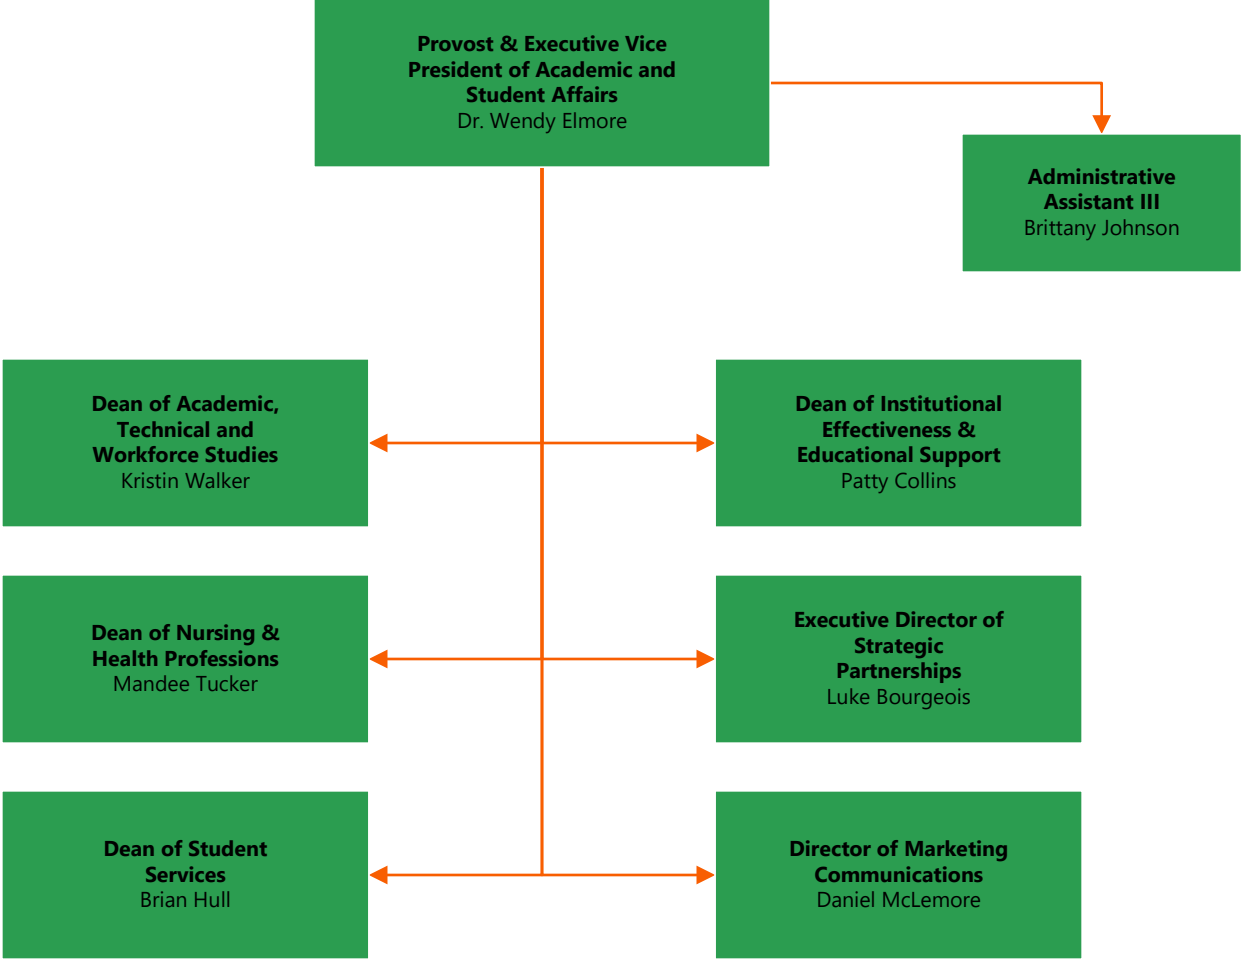 Provost & Executive Vice
President of Academic and
Student Affairs
Dr. Wendy Elmore
Administrative
Assistant III
Brittany Johnson
Dean of Academic,
Technical and
Workforce Studies
Kristin Walker
Dean of Institutional
Effectiveness &
Educational Support
Patty Collins
Dean of Nursing &
Health Professions
Mandee Tucker
Executive Director of
Strategic
Partnerships
Luke Bourgeois
Dean of Student
Services
Brian Hull
Director of Marketing
Communications
Daniel McLemore